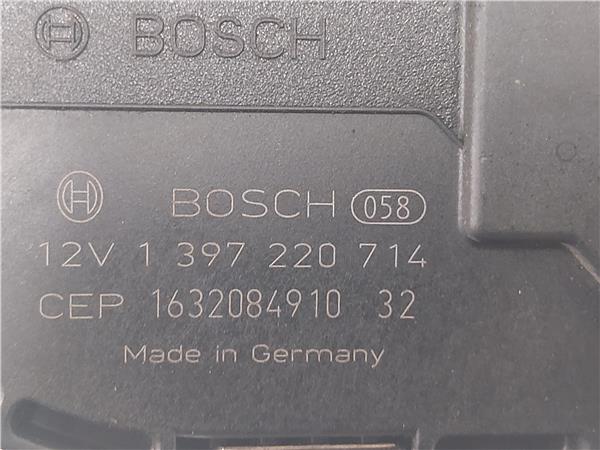 BOSCH
BOSCH 058
12V 1 397 220 714
CEP 1632084910 32
Made in Germany